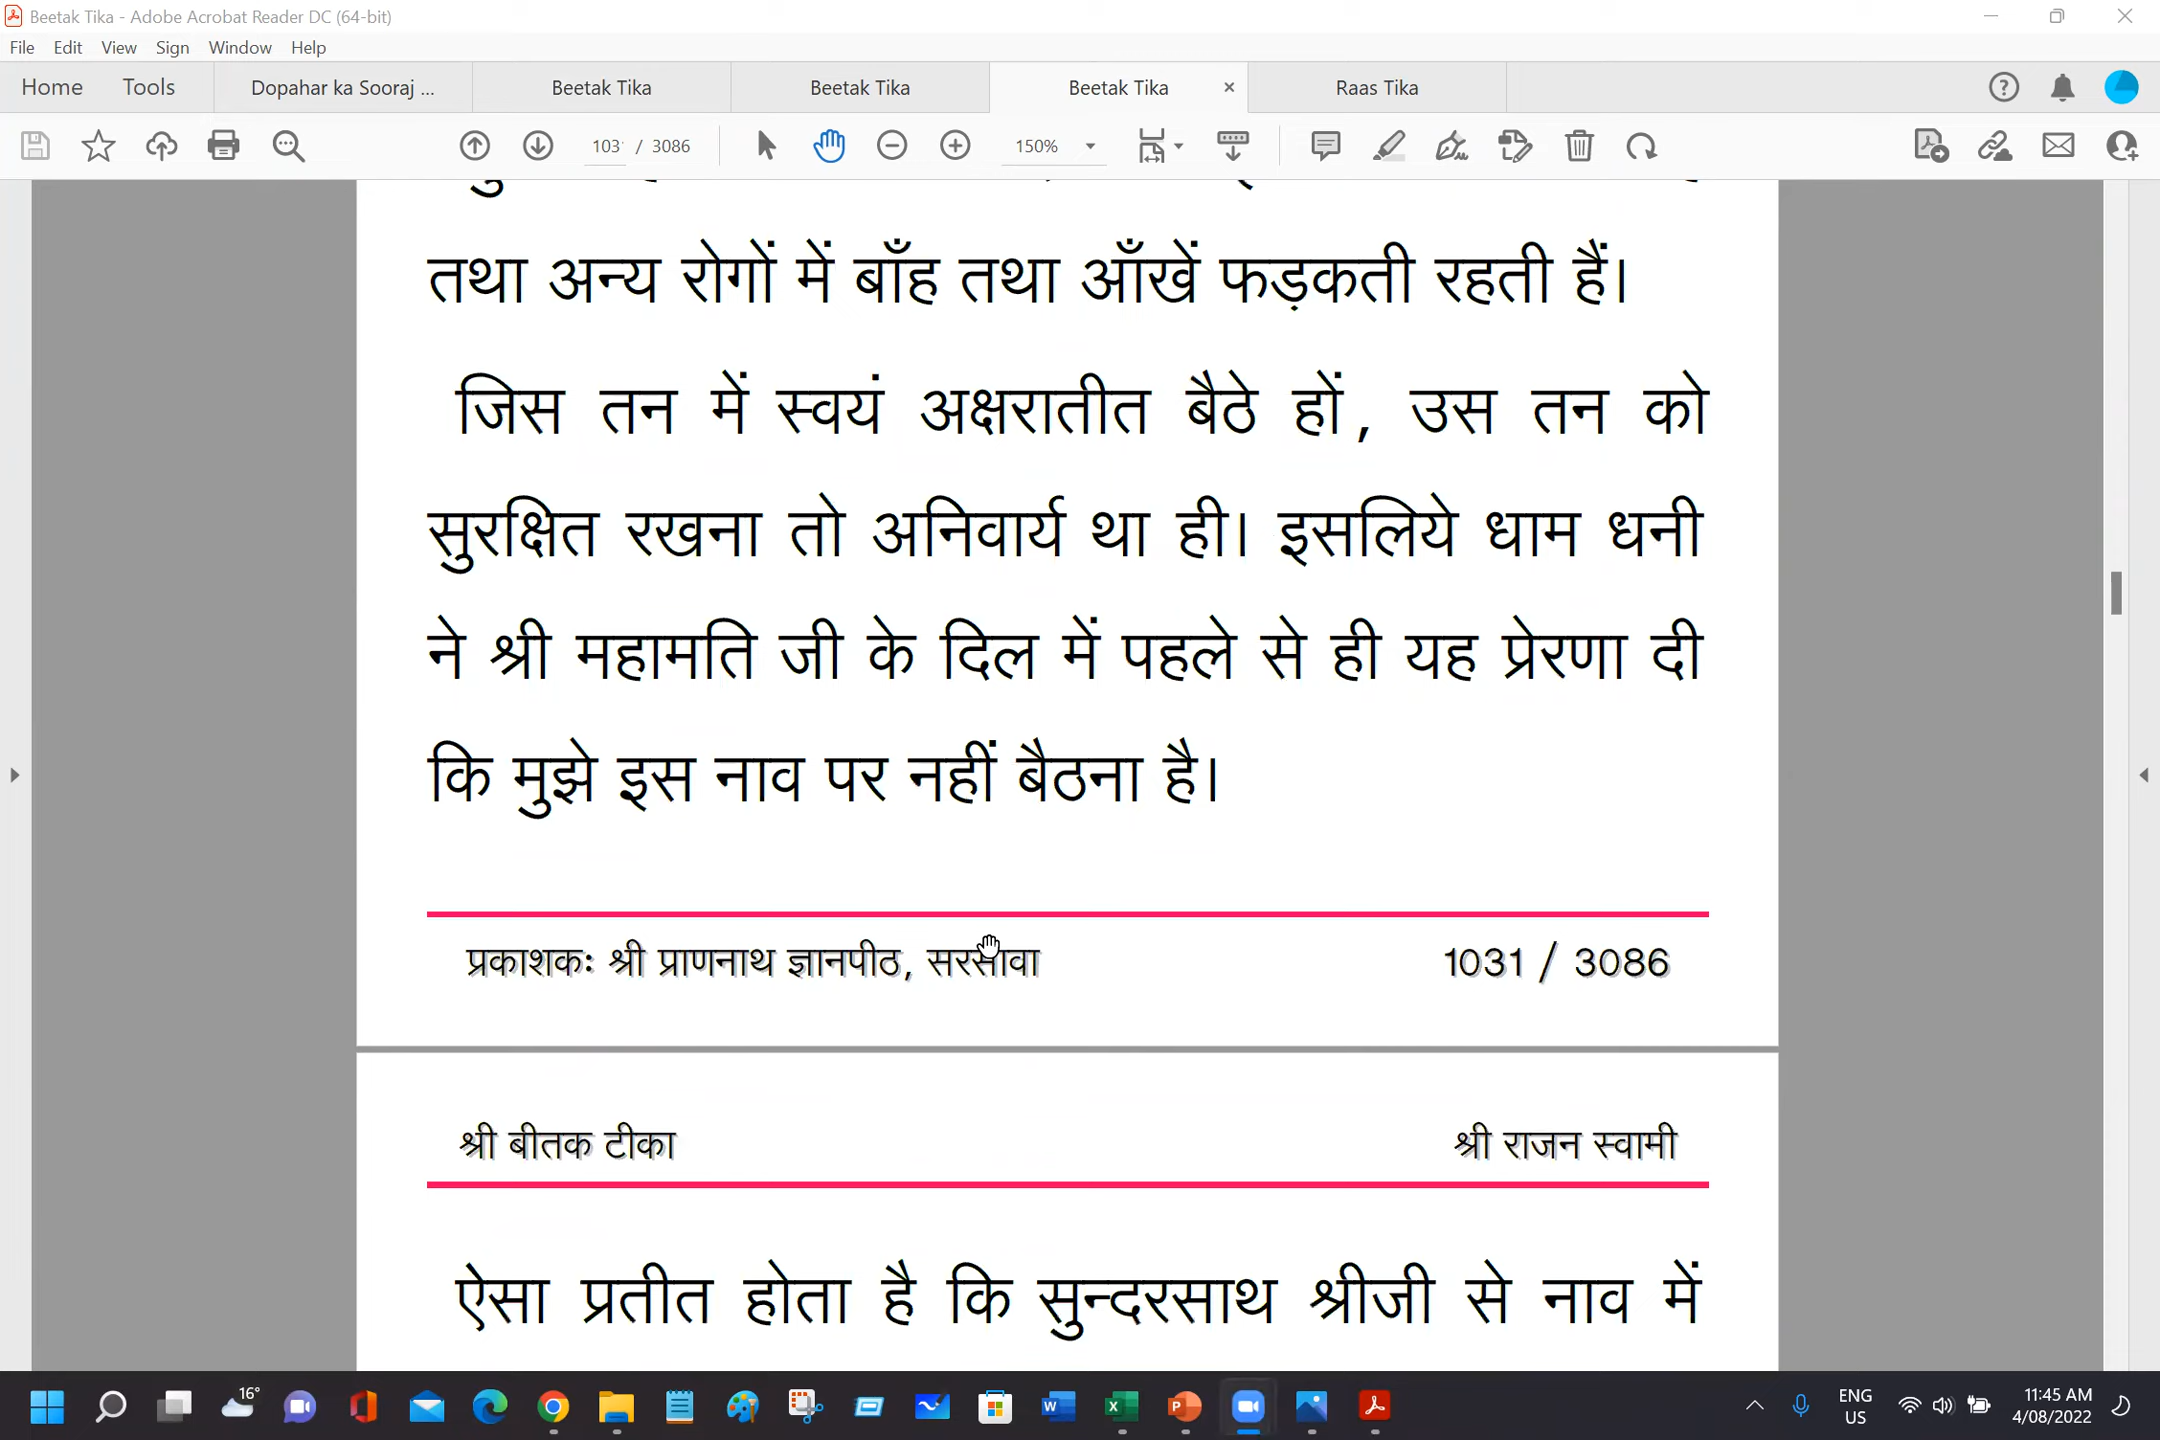 Beetak Tika - Adobe Acrobat Reader DC (64-bit)
File Edit View Sign Window Help
Home Tools Dopahar ka Sooraj ... Beetak Tika Beetak Tika Beetak Tika Raas Tika
103 / 3086 150%
तथा अन्य रोगों में बाँह तथा आँखें फड़कती रहती हैं।
जिस तन में स्वयं अक्षरातीत बैठे हों, उस तन को
सुरक्षित रखना तो अनिवार्य था ही। इसलिये धाम धनी
ने श्री महामति जी के दिल में पहले से ही यह प्रेरणा दी
कि मुझे इस नाव पर नहीं बैठना है।
प्रकाशकः श्री प्राणनाथ ज्ञानपीठ, सरसावा 1031 / 3086
श्री बीतक टीका श्री राजन स्वामी
ऐसा प्रतीत होता है कि सुन्दरसाथ श्रीजी से नाव में
16°
ENG
US
11:45 AM
4/08/2022